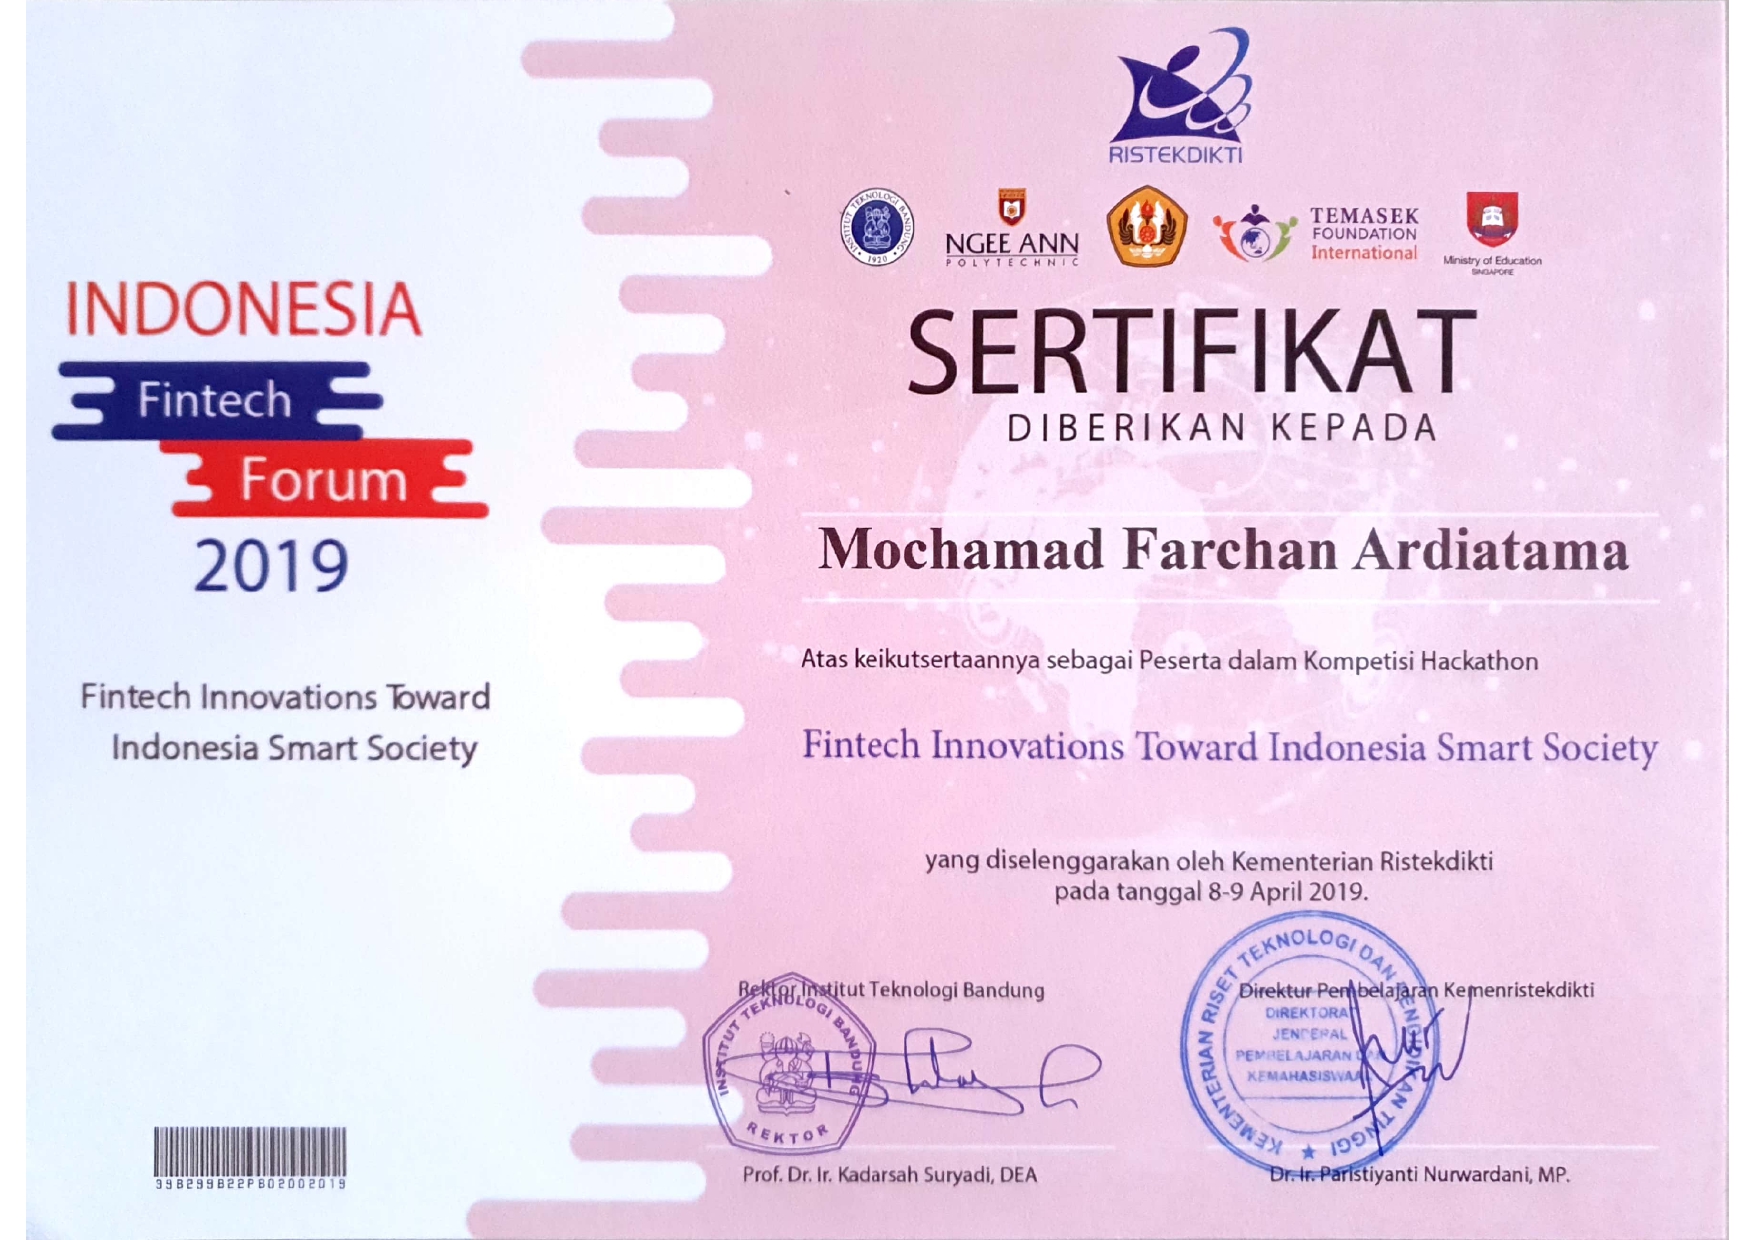 INDONESIA
Fintech
Forum
2019
Fintech Innovations Toward
Indonesia Smart Society
39B299B22PB02002019
RISTEKDIKTI
INSTITUT TEKNOLOGI BANDUNG
1920
NGEE ANN
POLYTECHNIC
TEMASEK
FOUNDATION
International
Ministry of Education
SINGAPORE
SERTIFIKAT
DIBERIKAN KEPADA
Mochamad Farchan Ardiatama
Atas keikutsertaannya sebagai Peserta dalam Kompetisi Hackathon
Fintech Innovations Toward Indonesia Smart Society
yang diselenggarakan oleh Kementerian Ristekdikti
pada tanggal 8-9 April 2019.
Rektor Institut Teknologi Bandung
INSTITUT TEKNOLOGI BANDUNG
REKTOR
Prof. Dr. Ir. Kadarsah Suryadi, DEA
Direktur Pembelajaran Kemenristekdikti
KEMENTERIAN RISET TEKNOLOGI DAN PENDIDIKAN TINGGI
DIREKTORAT
JENDERAL
PEMBELAJARAN DAN
KEMAHASISWAAN
Dr. Ir. Paristiyanti Nurwardani, MP.